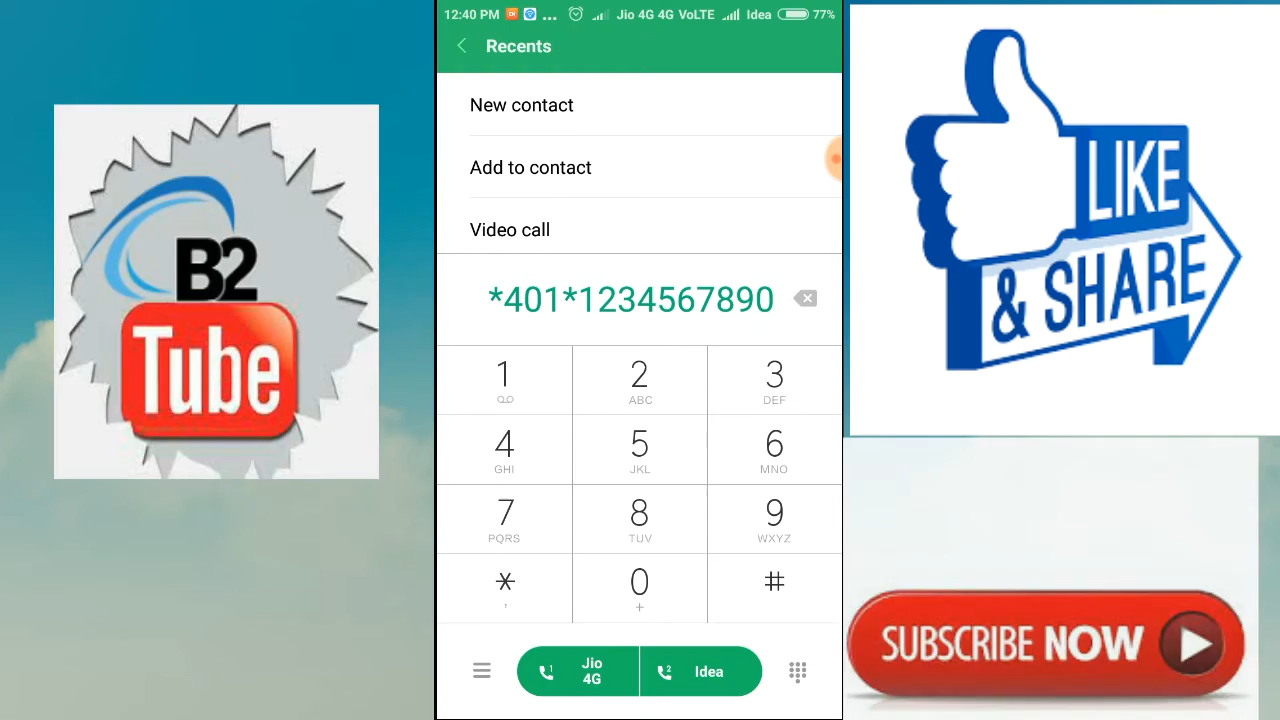 12:40 PM ... Jio 4G 4G VoLTE Idea 77%
Recents
New contact
Add to contact
Video call
*401*1234567890
1
2 ABC
3 DEF
4 GHI
5 JKL
6 MNO
7 PQRS
8 TUV
9 WXYZ
* ,
0 +
#
1 Jio 4G
2 Idea
B2
Tube
LIKE
& SHARE
SUBSCRIBE NOW